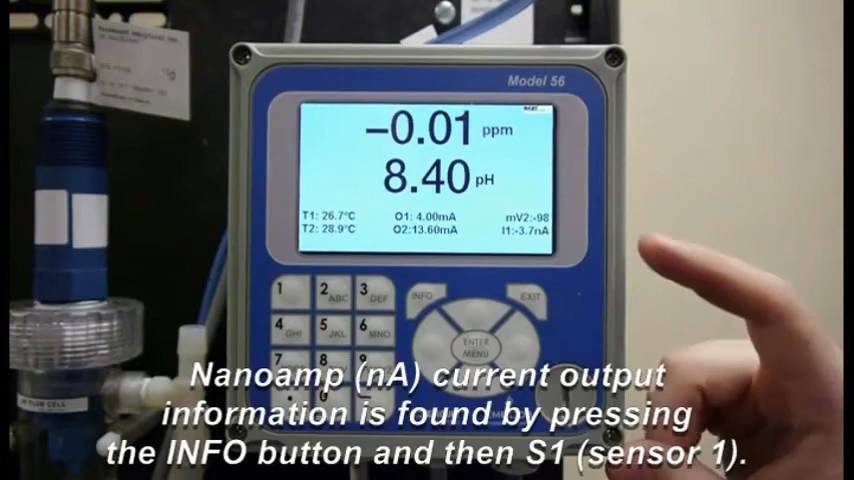 Model 56
−0.01 ppm
8.40 pH
T1: 26.7°C O1: 4.00mA mV2:-98
T2: 28.9°C O2:13.60mA I1:-3.7nA
1 2 ABC 3 DEF
INFO EXIT
4 GHI 5 JKL 6 MNO
ENTER
MENU
7 8 9
Nanoamp (nA) current output
information is found by pressing
the INFO button and then S1 (sensor 1).
FLOW CELL